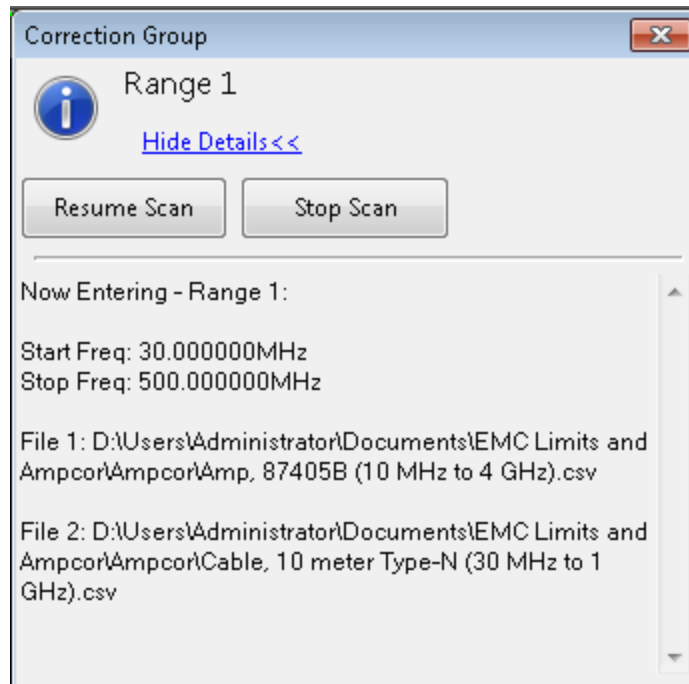 Correction Group
Range 1
Hide Details<<
Resume Scan
Stop Scan
Now Entering - Range 1:
Start Freq: 30.000000MHz
Stop Freq: 500.000000MHz
File 1: D:\Users\Administrator\Documents\EMC Limits and
Ampcor\Ampcor\Amp, 87405B (10 MHz to 4 GHz).csv
File 2: D:\Users\Administrator\Documents\EMC Limits and
Ampcor\Ampcor\Cable, 10 meter Type-N (30 MHz to 1
GHz).csv